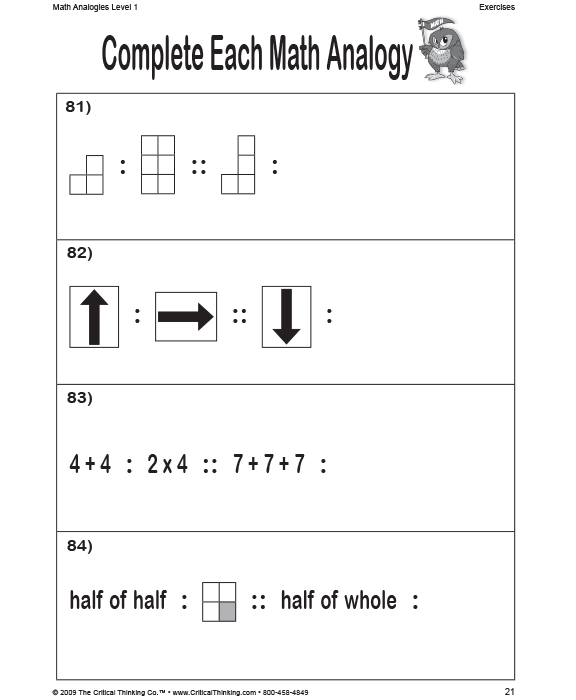 Math Analogies Level 1 Exercises
MATH
Complete Each Math Analogy
81)
: :: :
82)
: :: :
83)
4 + 4 : 2 x 4 :: 7 + 7 + 7 :
84)
half of half : :: half of whole :
© 2009 The Critical Thinking Co.™ • www.CriticalThinking.com • 800-458-4849 21